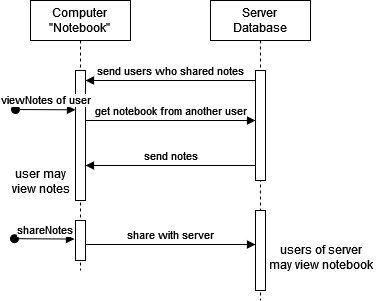 Computer
"Notebook"
Server
Database
send users who shared notes
viewNotes of user
get notebook from another user
send notes
user may
view notes
shareNotes
share with server
users of server
may view notebook